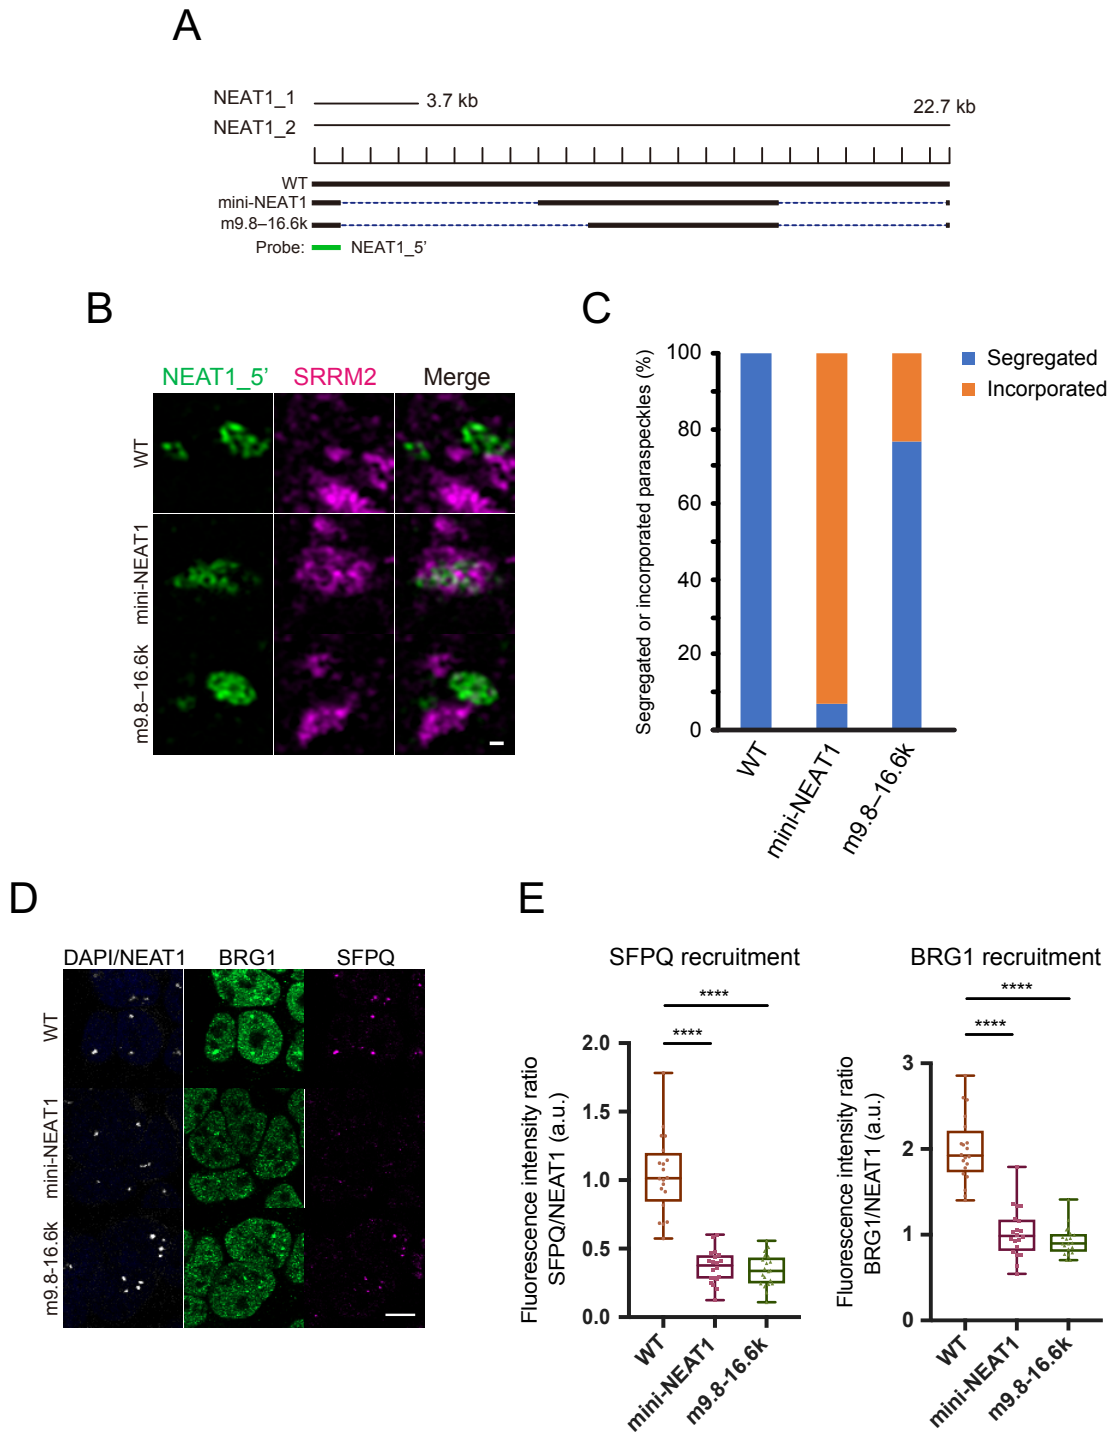 A
NEAT1_1
3.7 kb
22.7 kb
NEAT1_2
WT
mini-NEAT1
m9.8–16.6k
Probe:
NEAT1_5’
B
NEAT1_5’
SRRM2
Merge
WT
mini-NEAT1
m9.8–16.6k
C
Segregated or incorporated paraspeckles (%)
100
80
60
40
20
0
Segregated
Incorporated
WT
mini-NEAT1
m9.8–16.6k
D
DAPI/NEAT1
BRG1
SFPQ
WT
mini-NEAT1
m9.8-16.6k
E
SFPQ recruitment
****
****
Fluorescence intensity ratio
SFPQ/NEAT1 (a.u.)
2.0
1.5
1.0
0.5
0.0
WT
mini-NEAT1
m9.8-16.6k
BRG1 recruitment
****
****
Fluorescence intensity ratio
BRG1/NEAT1 (a.u.)
3
2
1
0
WT
mini-NEAT1
m9.8-16.6k